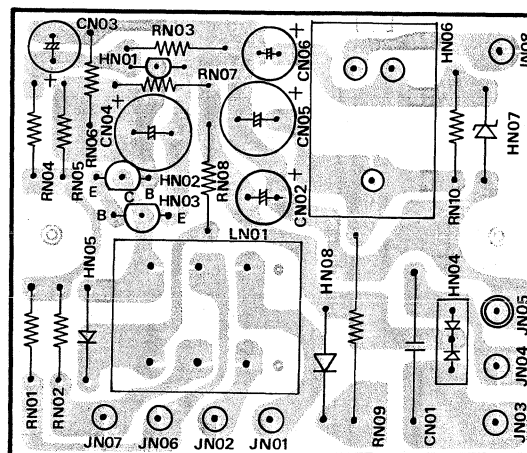 CN03
RN03
HN01
RN07
CN06
HN06
JN08
CN04
CN05
RN04
RN05
RN06
HN07
E C B
HN02
RN08
CN02
RN10
B E
HN03
LN01
HN05
HN08
HN04
JN05
JN04
RN01
RN02
RN09
CN01
JN03
JN07
JN06
JN02
JN01